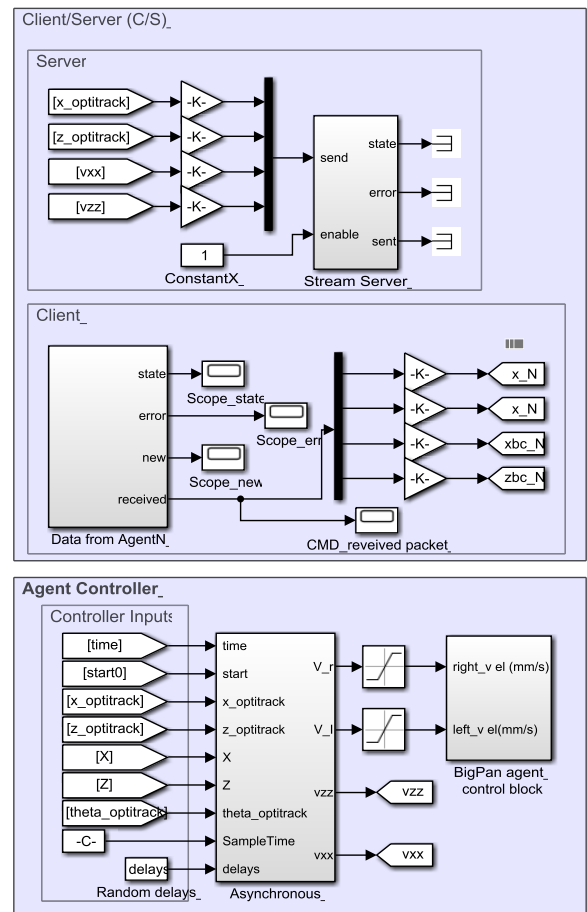 Client/Server (C/S)_
Server
[x_optitrack]
-K-
[z_optitrack]
-K-
[vxx]
-K-
[vzz]
-K-
send
enable
state
error
sent
1
ConstantX_
Stream Server_
Client_
state
error
new
received
Data from AgentN_
Scope_state
Scope_err
Scope_new
-K-
x_N
-K-
x_N
-K-
xbc_N
-K-
zbc_N
CMD_reveived packet_
Agent Controller_
Controller Inputs
[time]
[start0]
[x_optitrack]
[z_optitrack]
[X]
[Z]
[theta_optitrack]
-C-
delays
Random delays_
time
start
x_optitrack
z_optitrack
X
Z
theta_optitrack
SampleTime
delays
V_r
V_l
vzz
vxx
Asynchronous_
right_v el (mm/s)
left_v el(mm/s)
BigPan agent_
control block
vzz
vxx